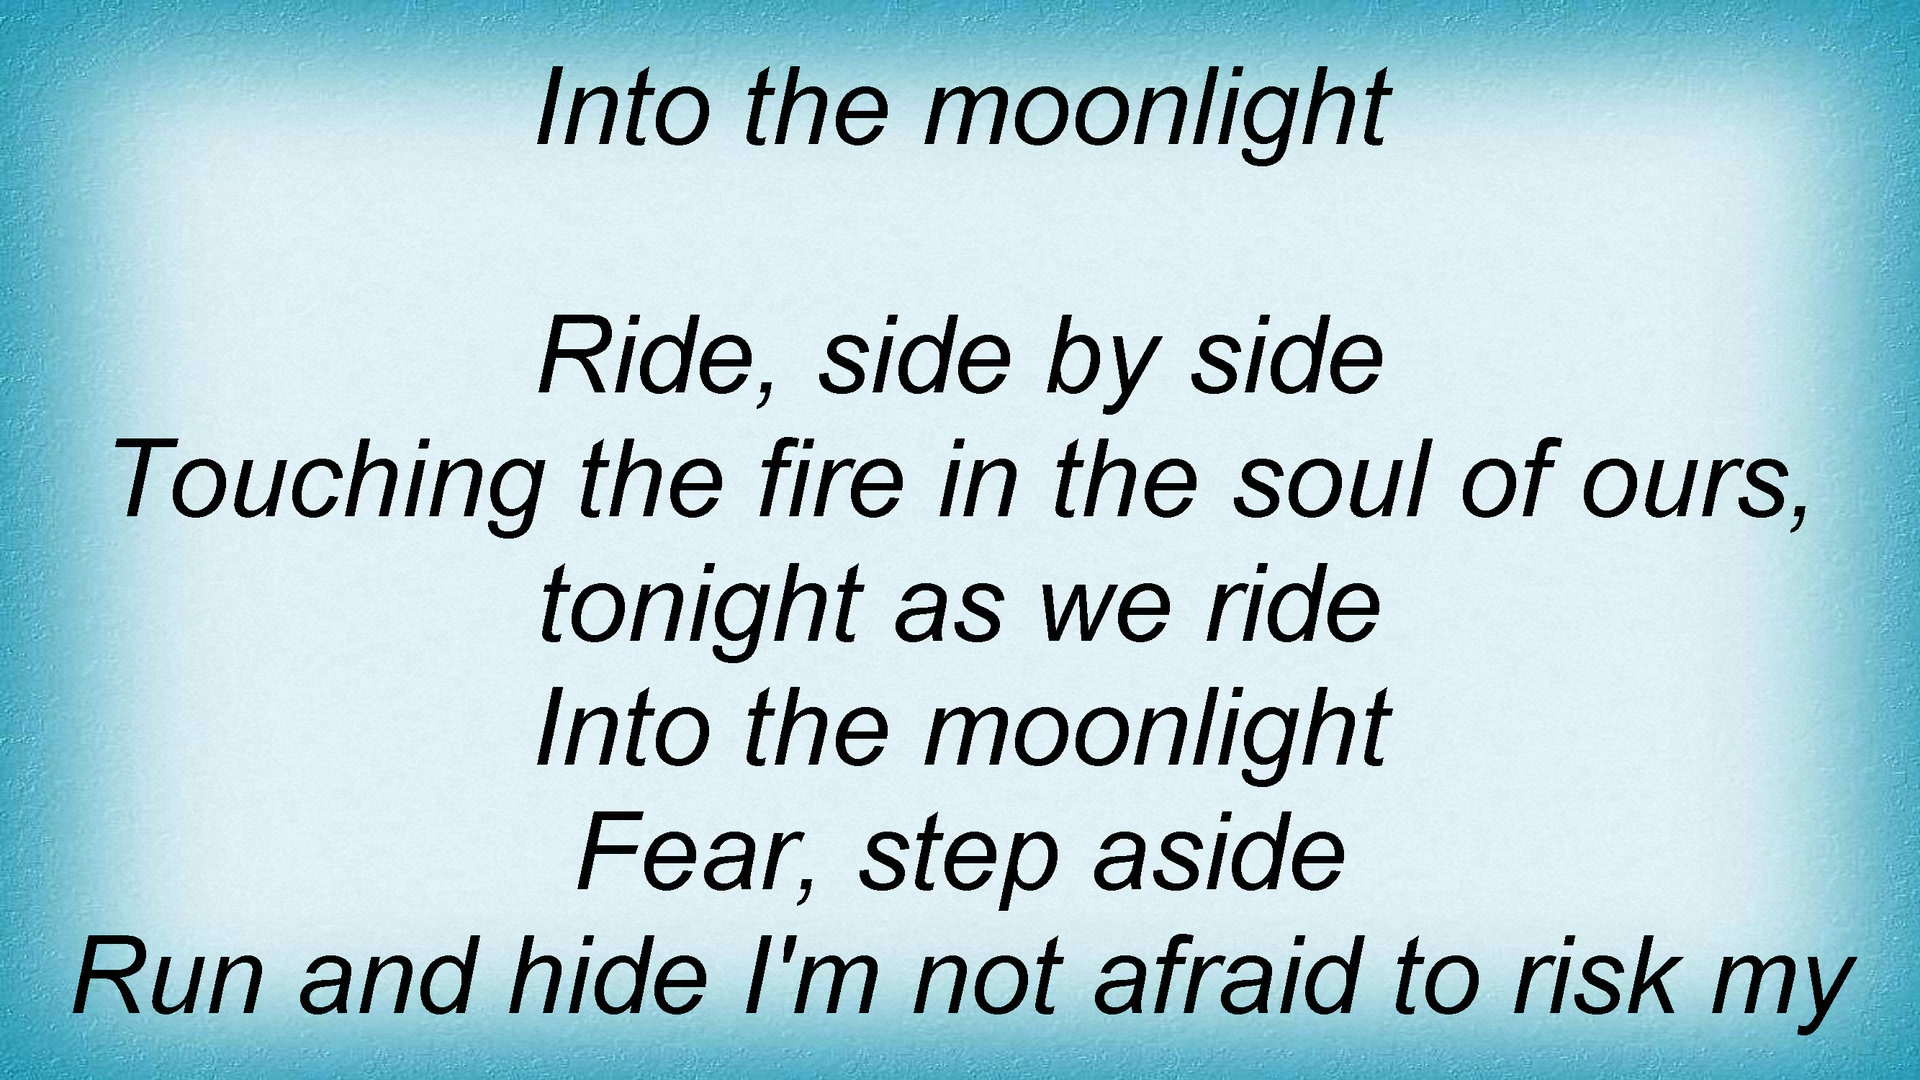 Into the moonlight

Ride, side by side
Touching the fire in the soul of ours,
tonight as we ride
Into the moonlight
Fear, step aside
Run and hide I'm not afraid to risk my